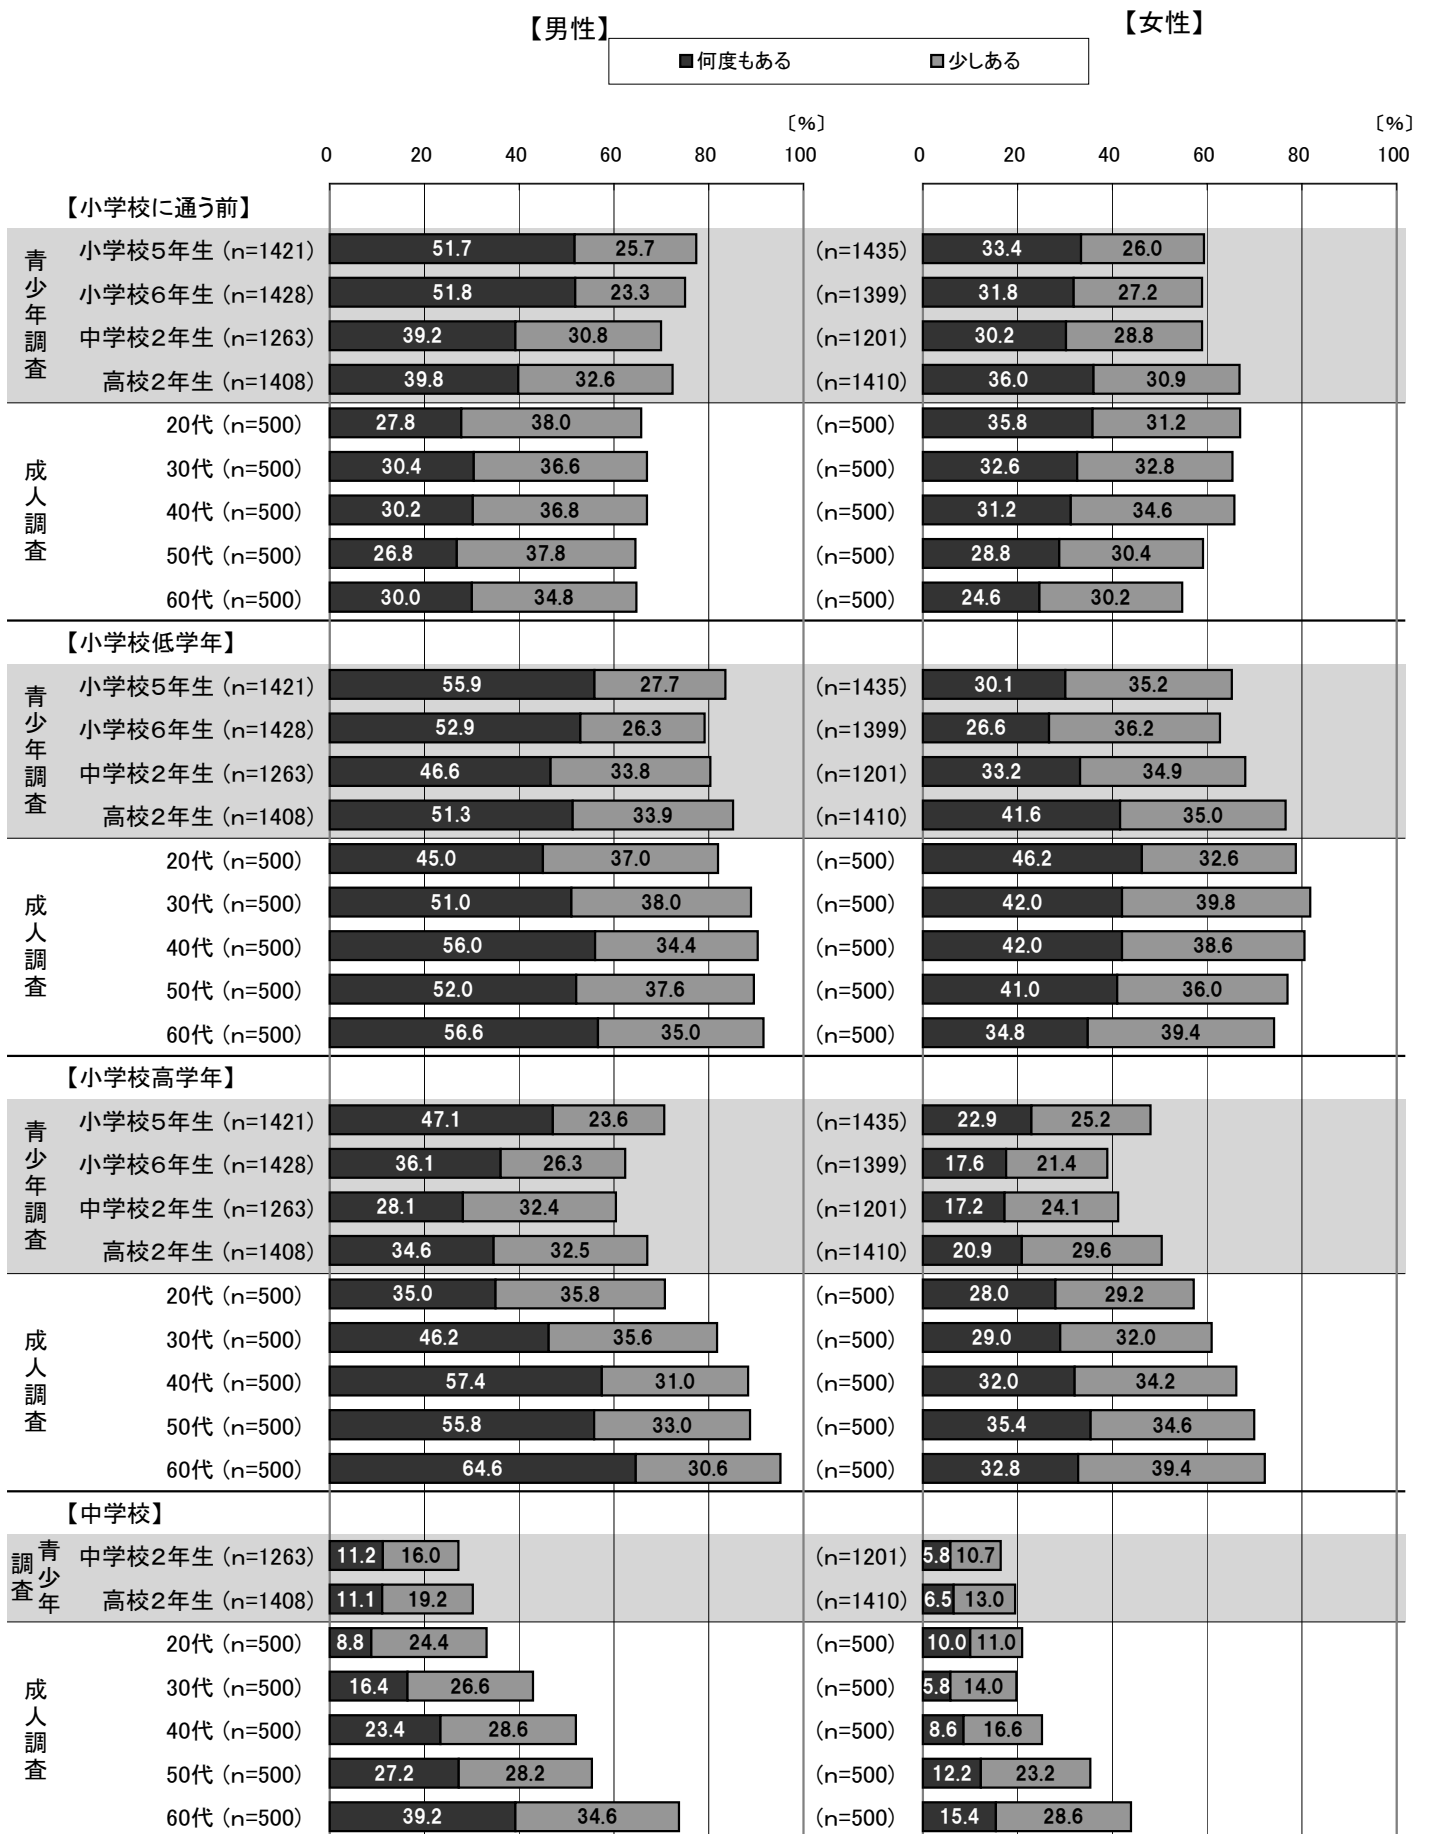 【男性】 【女性】
■何度もある ■少しある
〔%〕 〔%〕
0 20 40 60 80 100 0 20 40 60 80 100
【小学校に通う前】
青少年調査
小学校5年生 (n=1421) 51.7 25.7 (n=1435) 33.4 26.0
小学校6年生 (n=1428) 51.8 23.3 (n=1399) 31.8 27.2
中学校2年生 (n=1263) 39.2 30.8 (n=1201) 30.2 28.8
高校2年生 (n=1408) 39.8 32.6 (n=1410) 36.0 30.9
成人調査
20代 (n=500) 27.8 38.0 (n=500) 35.8 31.2
30代 (n=500) 30.4 36.6 (n=500) 32.6 32.8
40代 (n=500) 30.2 36.8 (n=500) 31.2 34.6
50代 (n=500) 26.8 37.8 (n=500) 28.8 30.4
60代 (n=500) 30.0 34.8 (n=500) 24.6 30.2
【小学校低学年】
青少年調査
小学校5年生 (n=1421) 55.9 27.7 (n=1435) 30.1 35.2
小学校6年生 (n=1428) 52.9 26.3 (n=1399) 26.6 36.2
中学校2年生 (n=1263) 46.6 33.8 (n=1201) 33.2 34.9
高校2年生 (n=1408) 51.3 33.9 (n=1410) 41.6 35.0
成人調査
20代 (n=500) 45.0 37.0 (n=500) 46.2 32.6
30代 (n=500) 51.0 38.0 (n=500) 42.0 39.8
40代 (n=500) 56.0 34.4 (n=500) 42.0 38.6
50代 (n=500) 52.0 37.6 (n=500) 41.0 36.0
60代 (n=500) 56.6 35.0 (n=500) 34.8 39.4
【小学校高学年】
青少年調査
小学校5年生 (n=1421) 47.1 23.6 (n=1435) 22.9 25.2
小学校6年生 (n=1428) 36.1 26.3 (n=1399) 17.6 21.4
中学校2年生 (n=1263) 28.1 32.4 (n=1201) 17.2 24.1
高校2年生 (n=1408) 34.6 32.5 (n=1410) 20.9 29.6
成人調査
20代 (n=500) 35.0 35.8 (n=500) 28.0 29.2
30代 (n=500) 46.2 35.6 (n=500) 29.0 32.0
40代 (n=500) 57.4 31.0 (n=500) 32.0 34.2
50代 (n=500) 55.8 33.0 (n=500) 35.4 34.6
60代 (n=500) 64.6 30.6 (n=500) 32.8 39.4
【中学校】
青少年調査
中学校2年生 (n=1263) 11.2 16.0 (n=1201) 5.8 10.7
高校2年生 (n=1408) 11.1 19.2 (n=1410) 6.5 13.0
成人調査
20代 (n=500) 8.8 24.4 (n=500) 10.0 11.0
30代 (n=500) 16.4 26.6 (n=500) 5.8 14.0
40代 (n=500) 23.4 28.6 (n=500) 8.6 16.6
50代 (n=500) 27.2 28.2 (n=500) 12.2 23.2
60代 (n=500) 39.2 34.6 (n=500) 15.4 28.6